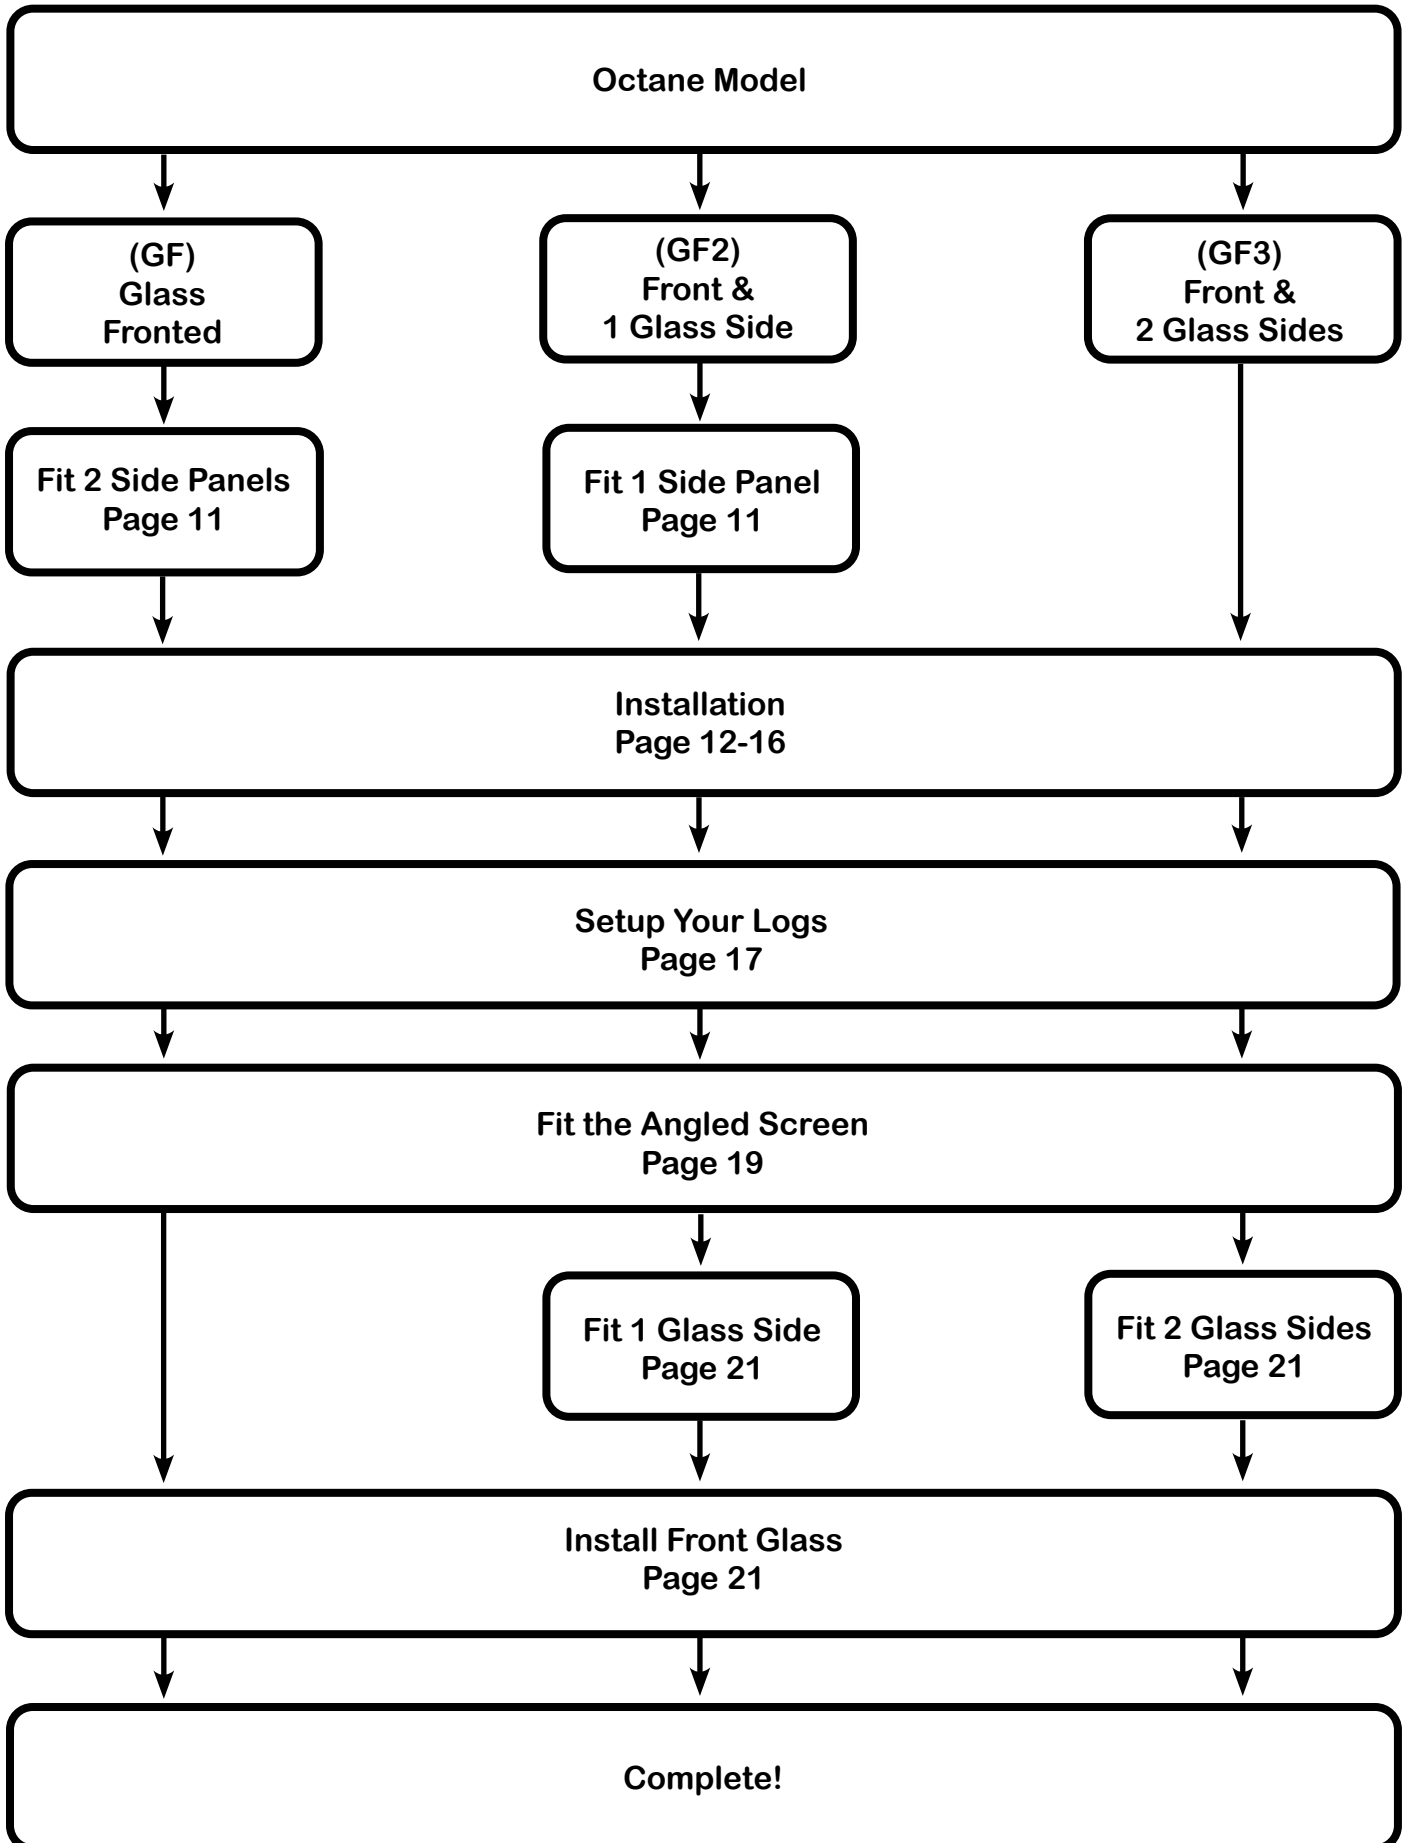 Octane Model
(GF)
Glass
Fronted
(GF2)
Front &
1 Glass Side
(GF3)
Front &
2 Glass Sides
Fit 2 Side Panels
Page 11
Fit 1 Side Panel
Page 11
Installation
Page 12-16
Setup Your Logs
Page 17
Fit the Angled Screen
Page 19
Fit 1 Glass Side
Page 21
Fit 2 Glass Sides
Page 21
Install Front Glass
Page 21
Complete!